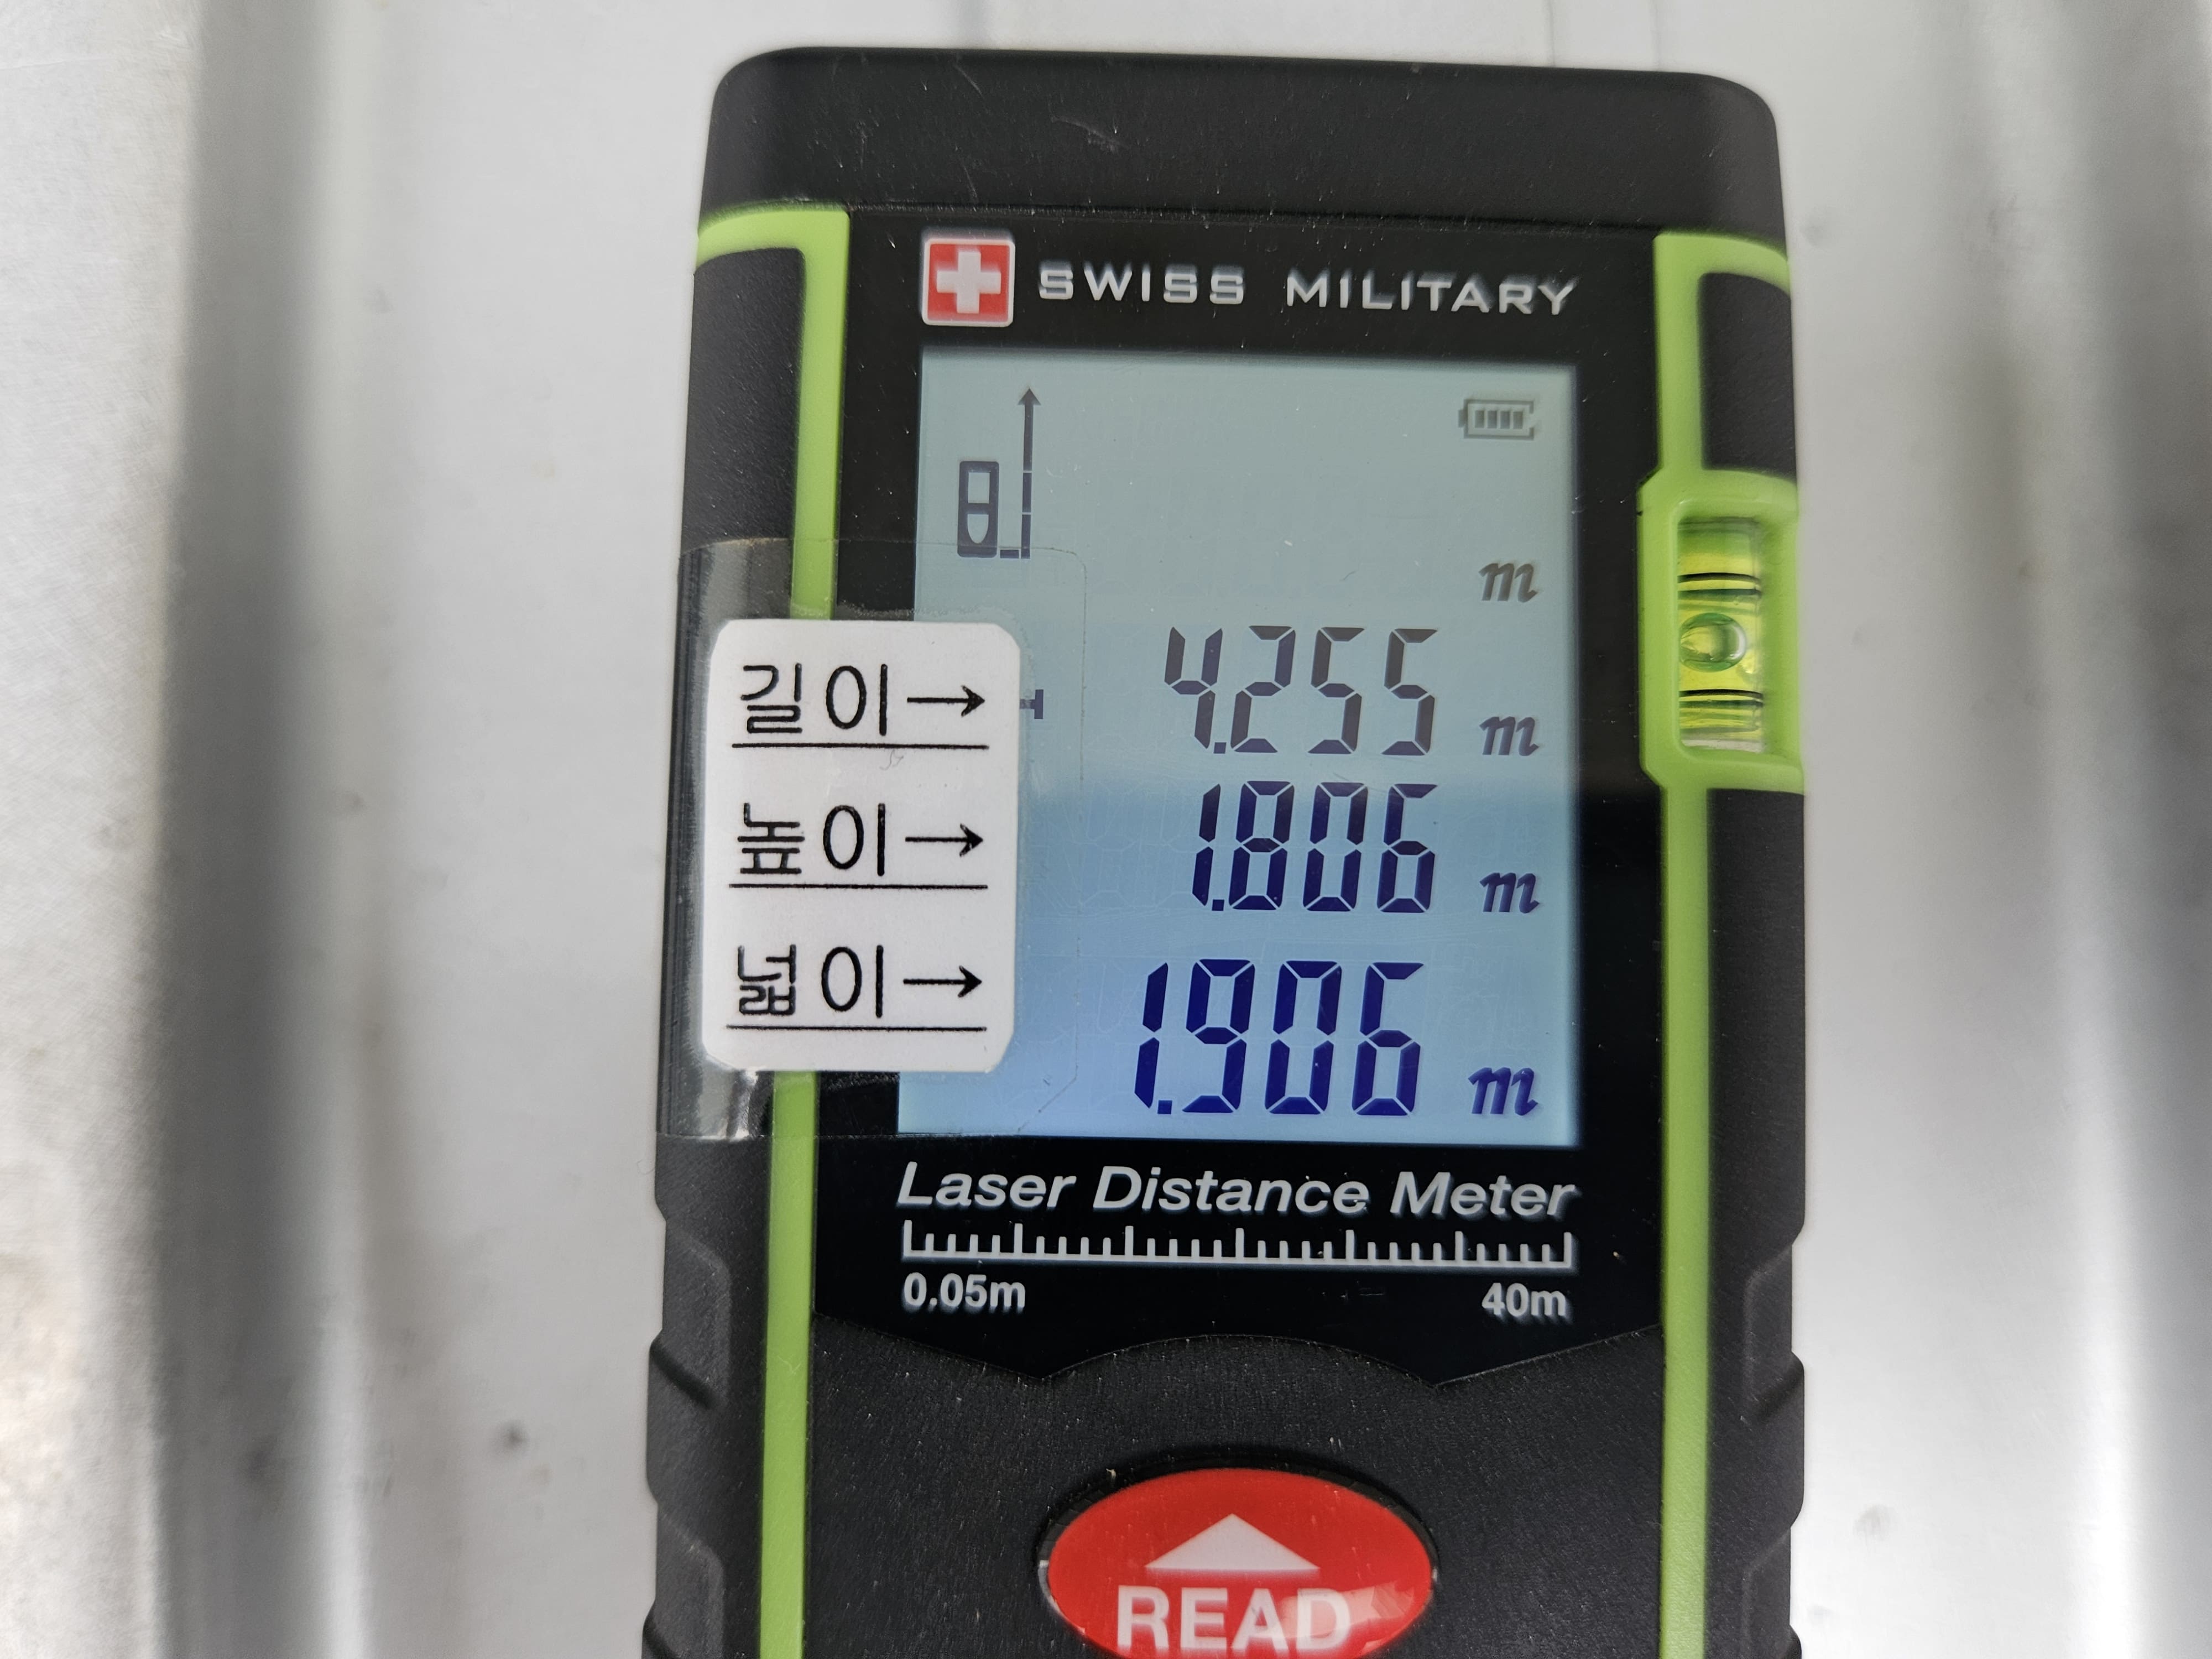 SWISS MILITARY
m
길이→ 4.255 m
높이→ 1.806 m
넓이→ 1.906 m
Laser Distance Meter
0.05m 40m
READ